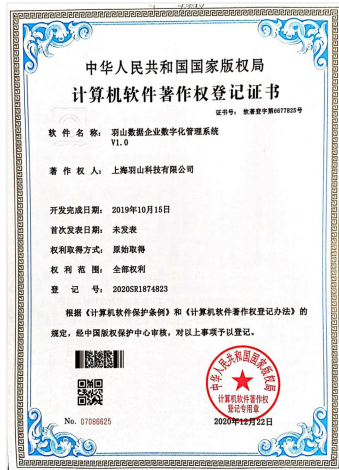 中华人民共和国国家版权局
计算机软件著作权登记证书
证书号： 软著登字第6677825号
软件名称： 羽山数据企业数字化管理系统
V1.0
著作权人： 上海羽山科技有限公司
开发完成日期： 2019年10月15日
首次发表日期： 未发表
权利取得方式： 原始取得
权利范围： 全部权利
登记号： 2020SR1874823
根据《计算机软件保护条例》和《计算机软件著作权登记办法》的
规定，经中国版权保护中心审核，对以上事项予以登记。
中华人民共和国国家版权局
计算机软件著作权
登记专用章
No. 07086625
2020年12月22日